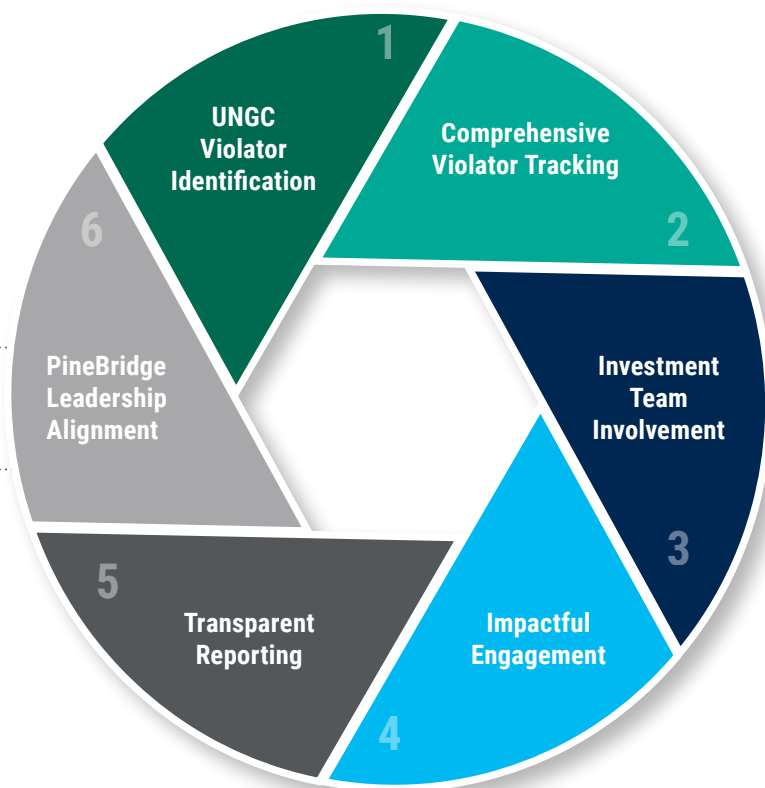 1
UNGC
Violator
Identification
Comprehensive
Violator Tracking
2
Investment
Team
Involvement
3
Impactful
Engagement
4
5
Transparent
Reporting
6
PineBridge
Leadership
Alignment